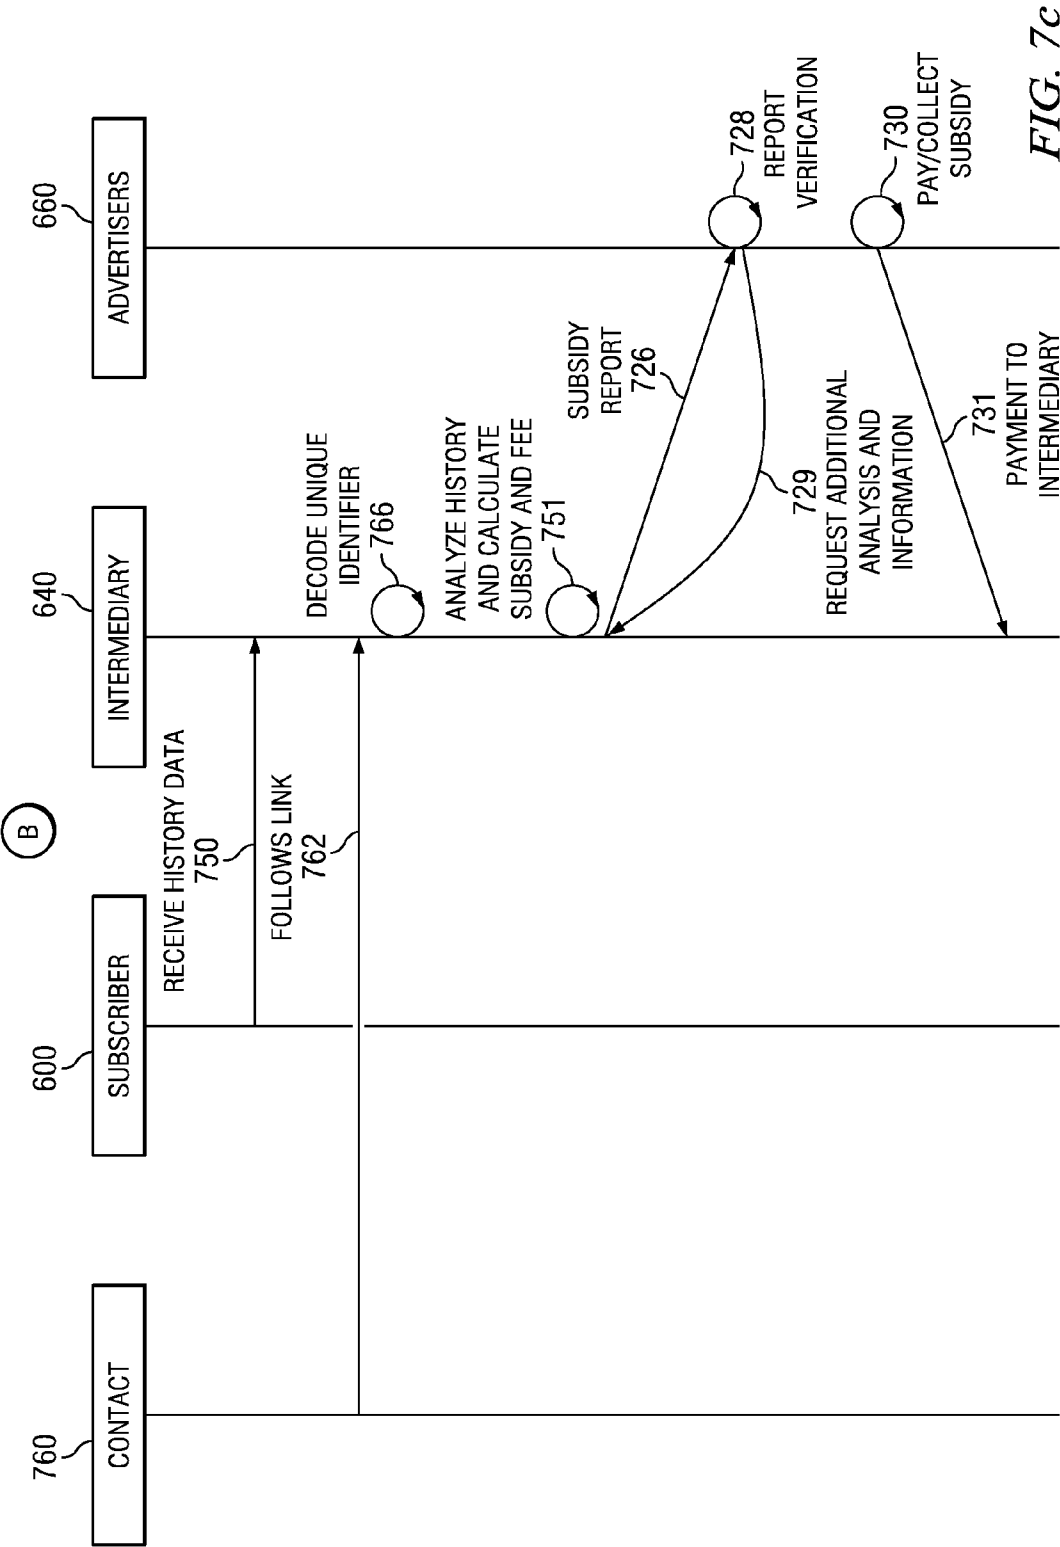 B
760
CONTACT
600
SUBSCRIBER
640
INTERMEDIARY
660
ADVERTISERS
RECEIVE HISTORY DATA
750
FOLLOWS LINK
762
DECODE UNIQUE
IDENTIFIER
766
ANALYZE HISTORY
AND CALCULATE
SUBSIDY AND FEE
751
SUBSIDY
REPORT
726
728
REPORT
VERIFICATION
729
REQUEST ADDITIONAL
ANALYSIS AND
INFORMATION
730
PAY/COLLECT
SUBSIDY
731
PAYMENT TO
INTERMEDIARY
FIG. 7c